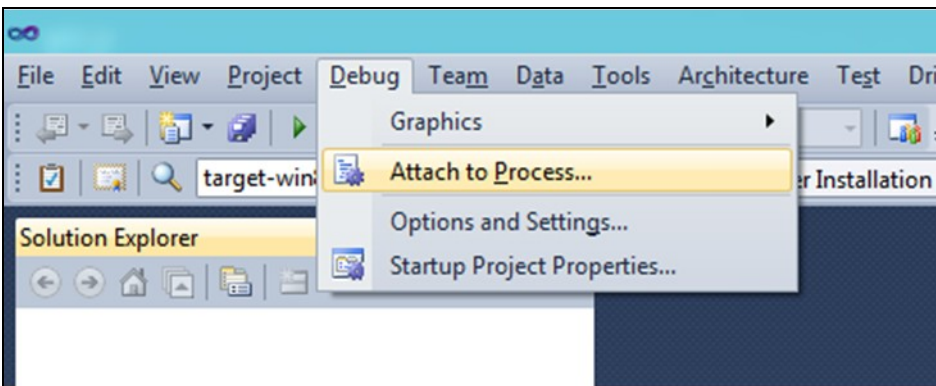 File Edit View Project Debug Team Data Tools Architecture Test
Graphics
Attach to Process...
target-win
r Installation
Options and Settings...
Solution Explorer
Startup Project Properties...